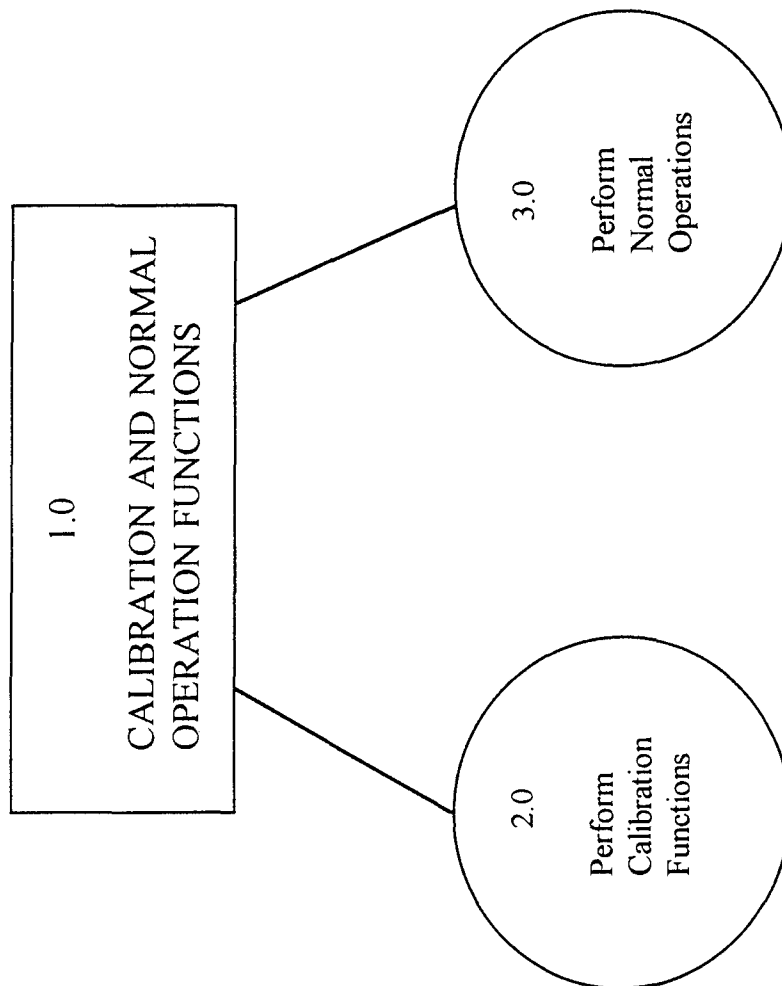 1.0
CALIBRATION AND NORMAL
OPERATION FUNCTIONS
2.0
Perform
Calibration
Functions
3.0
Perform
Normal
Operations